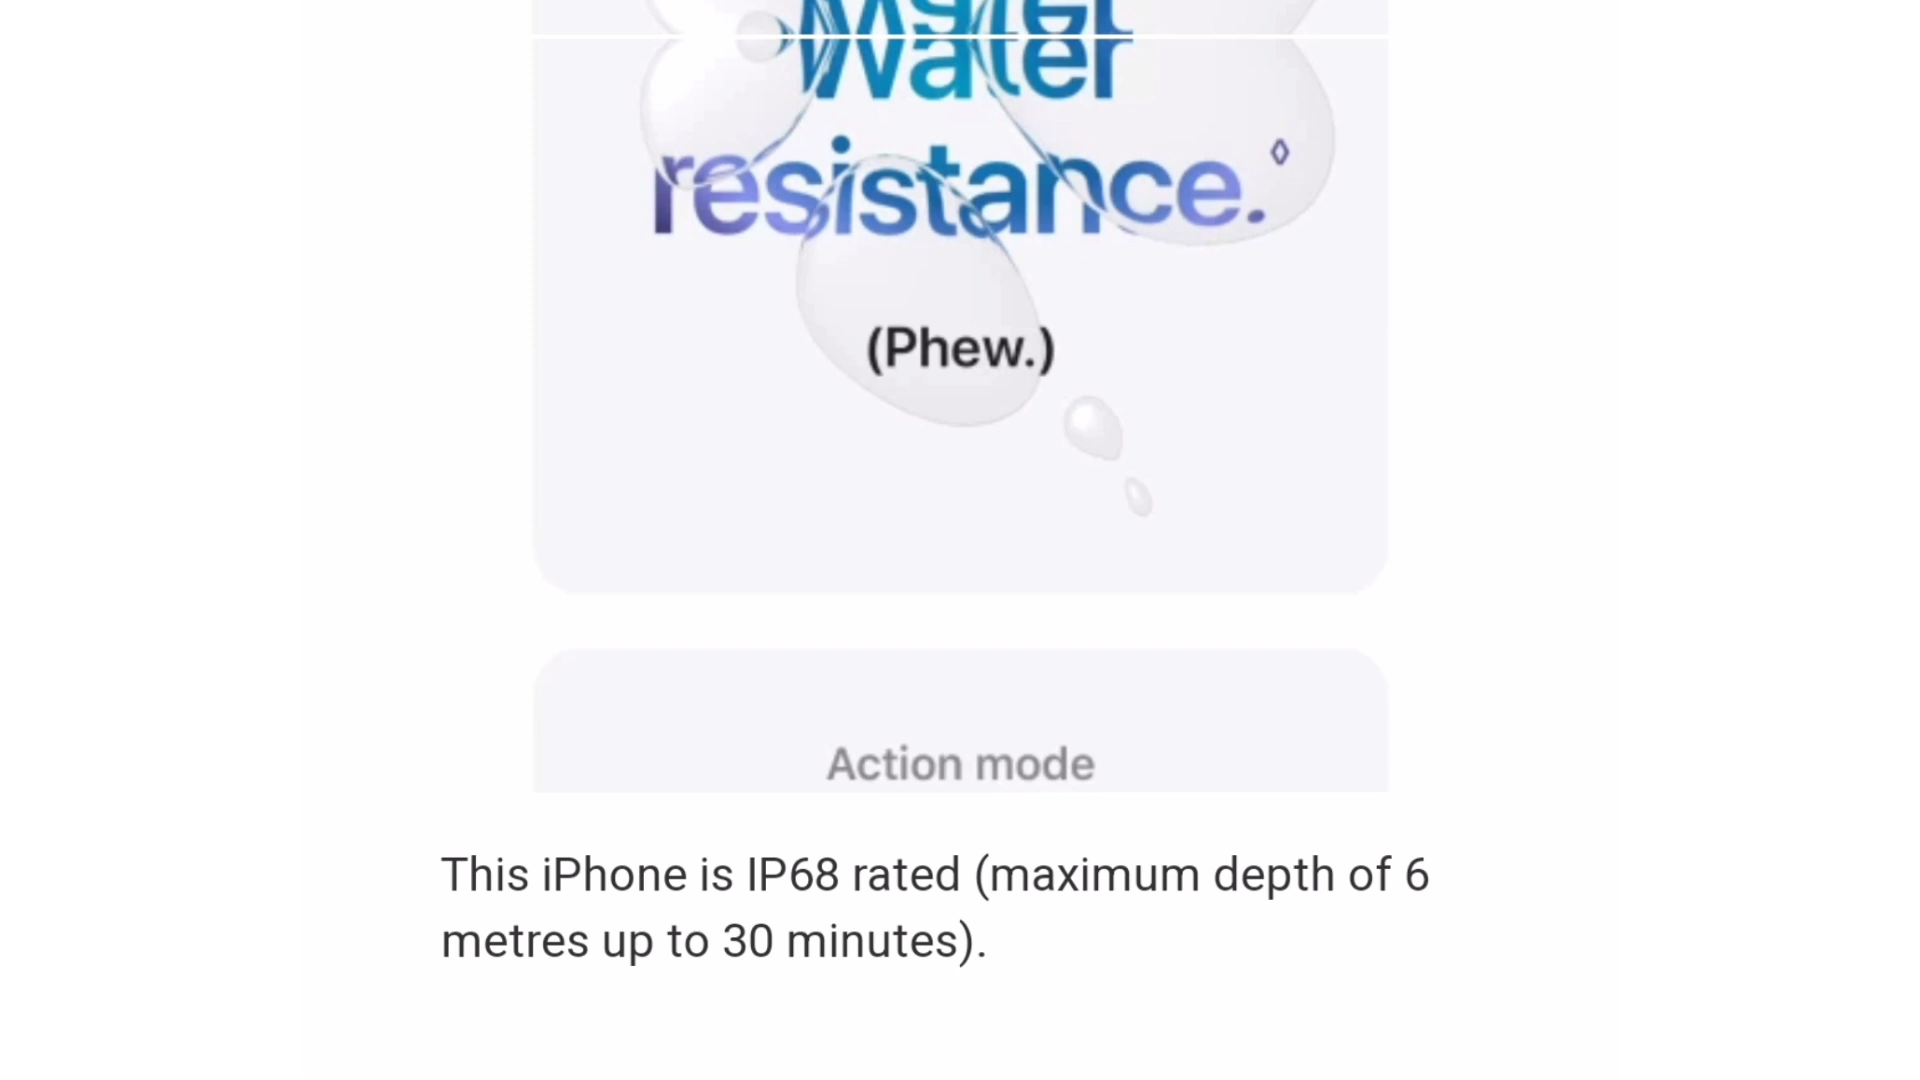 Water
resistance.◊
(Phew.)
Action mode
This iPhone is IP68 rated (maximum depth of 6
metres up to 30 minutes).